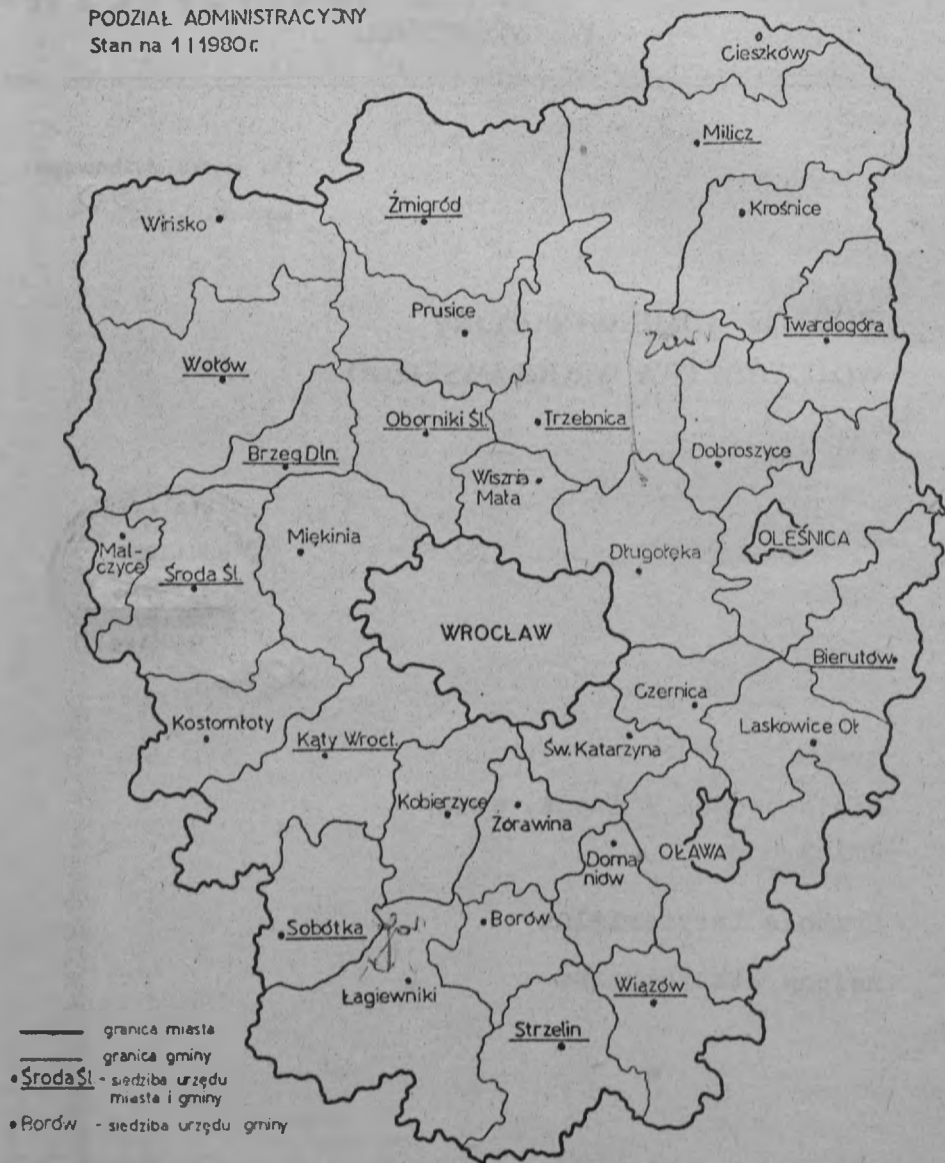 PODZIAŁ ADMINISTRACYJNY
Stan na 1 I 1980 r.
Cieszków
Milicz
Żmigród
Krośnice
Wińsko
Prusice
Twardogóra
Wołów
Oborniki Śl.
Trzebnica
Brzeg Dln.
Wisznia
Mała
Dobroszyce
Mal-
czyce
Miękinia
Długołęka
OLEŚNICA
Środa Śl.
WROCŁAW
Bierutów
Czernica
Kostomłoty
Kąty Wrocł.
Św. Katarzyna
Laskowice Oł
Kobierzyce
Żórawina
Doma
niów
OŁAWA
Sobótka
Borów
Łagiewniki
Wiązów
Strzelin
granica miasta
granica gminy
Środa Śl. - siedziba urzędu
miasta i gminy
Borów - siedziba urzędu gminy